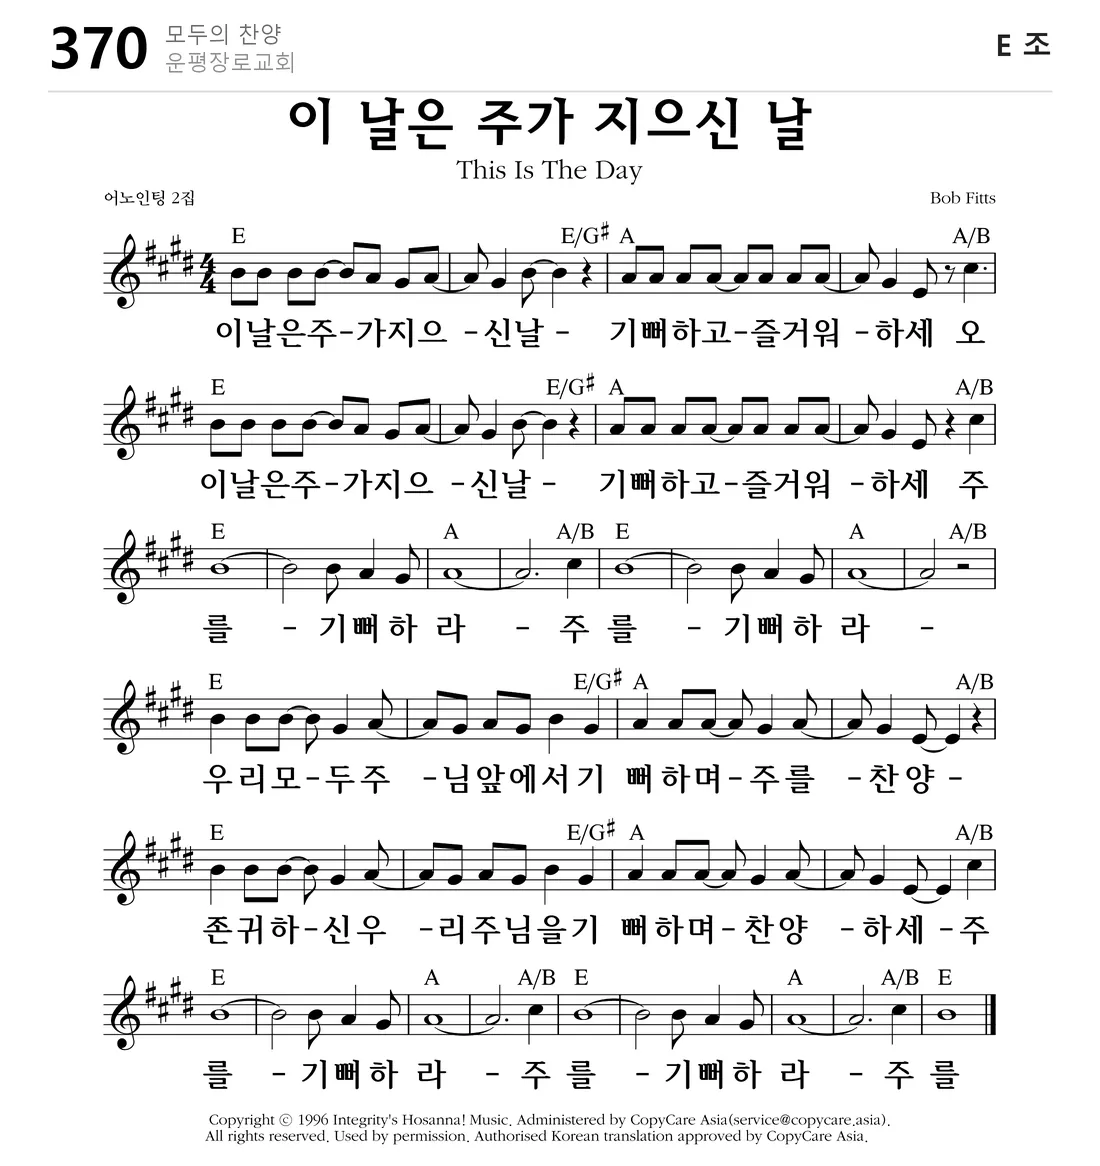 370
모두의 찬양
운평장로교회
E 조
이 날은 주가 지으신 날
This Is The Day
어노인팅 2집
Bob Fitts
E E/G# A A/B
4
4
이날은주-가지으 -신날 - 기뻐하고-즐거워 -하세 오
E E/G# A A/B
이날은주-가지으 -신날 - 기뻐하고-즐거워 -하세 주
E A A/B E A A/B
를 - 기뻐하 라 - 주 를 - 기뻐하 라 -
E E/G# A A/B
우리모-두주 -님앞에서기 뻐하며-주를 -찬양-
E E/G# A A/B
존귀하-신우 -리주님을기 뻐하며-찬양 -하세-주
E A A/B E A A/B E
를 - 기뻐하 라 - 주 를 - 기뻐하 라 - 주 를
Copyright ⓒ 1996 Integrity's Hosanna! Music. Administered by CopyCare Asia(service@copycare.asia).
All rights reserved. Used by permission. Authorised Korean translation approved by CopyCare Asia.